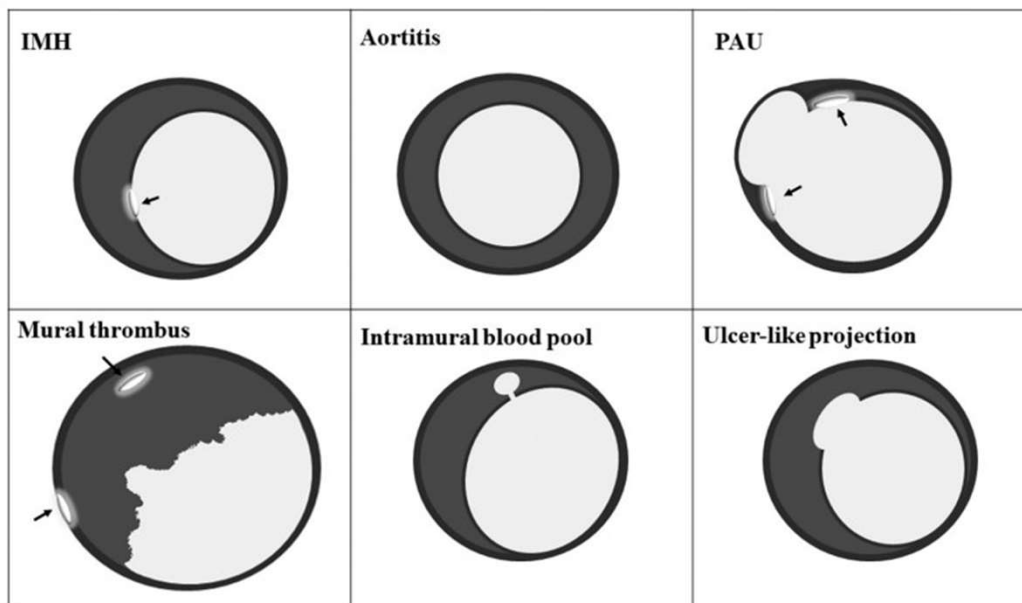 IMH
Aortitis
PAU
Mural thrombus
Intramural blood pool
Ulcer-like projection